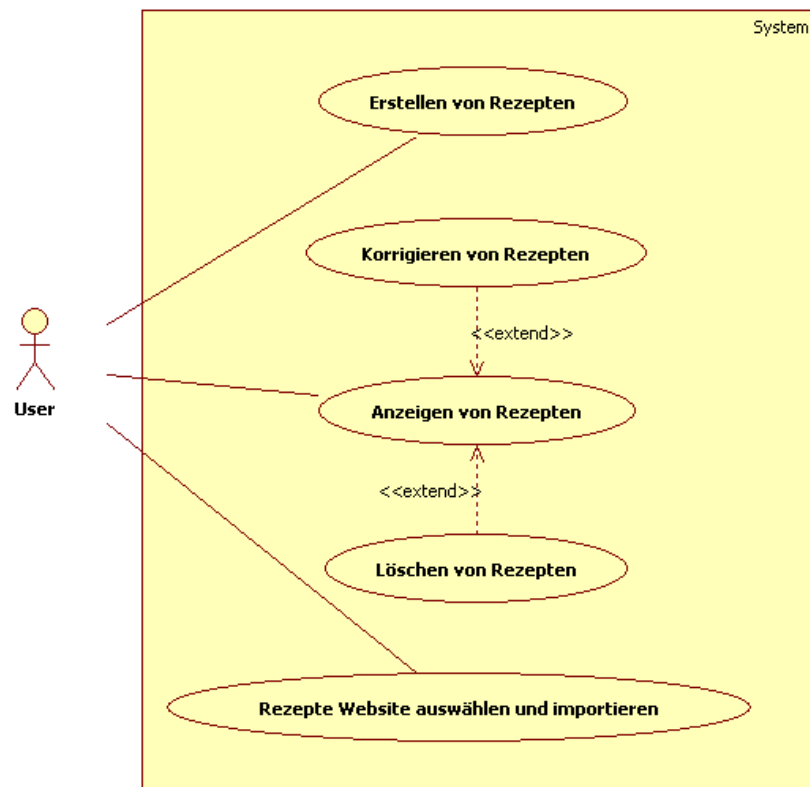 System
Erstellen von Rezepten
Korrigieren von Rezepten
<<extend>>
User
Anzeigen von Rezepten
<<extend>>
Löschen von Rezepten
Rezepte Website auswählen und importieren